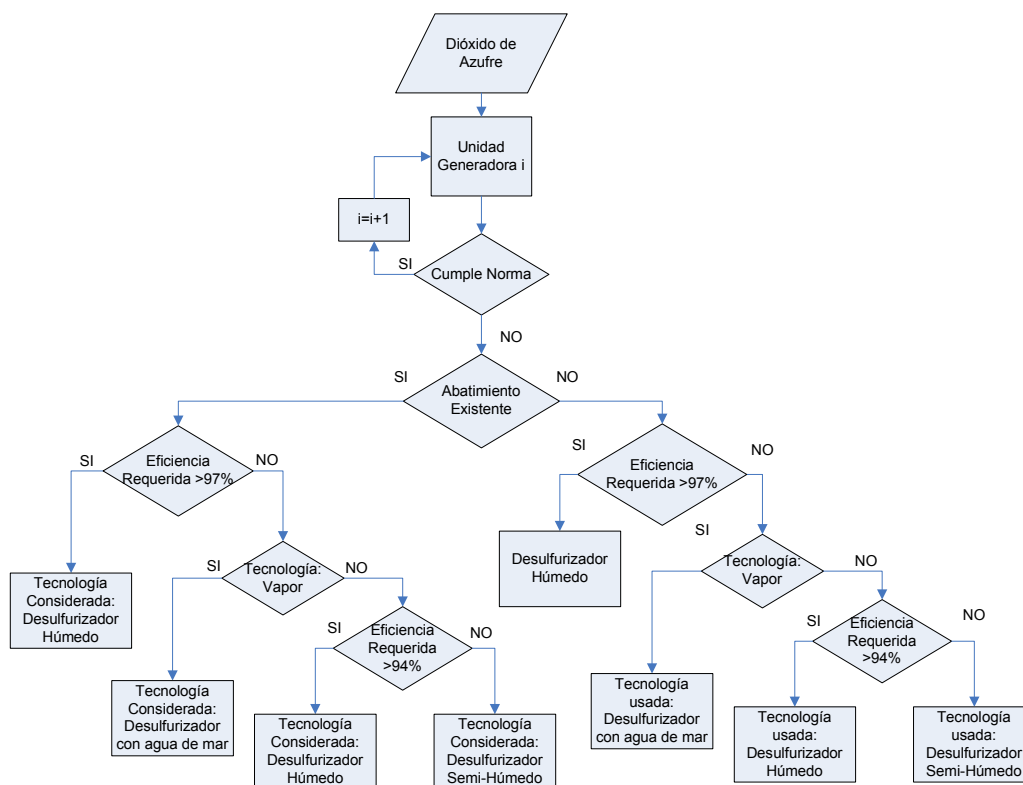 Dióxido de
Azufre
Unidad
Generadora i
i=i+1
SI
Cumple Norma
NO
SI
NO
Abatimiento
Existente
SI
Eficiencia
Requerida >97%
NO
SI
Eficiencia
Requerida >97%
NO
Tecnología
Considerada:
Desulfurizador
Húmedo
SI
Tecnología:
Vapor
NO
Desulfurizador
Húmedo
SI
Tecnología:
Vapor
NO
Tecnología
Considerada:
Desulfurizador
con agua de mar
SI
Eficiencia
Requerida
>94%
NO
Tecnología
usada:
Desulfurizador
con agua de mar
SI
Eficiencia
Requerida
>94%
NO
Tecnología
Considerada:
Desulfurizador
Húmedo
Tecnología
Considerada:
Desulfurizador
Semi-Húmedo
Tecnología
usada:
Desulfurizador
Húmedo
Tecnología
usada:
Desulfurizador
Semi-Húmedo